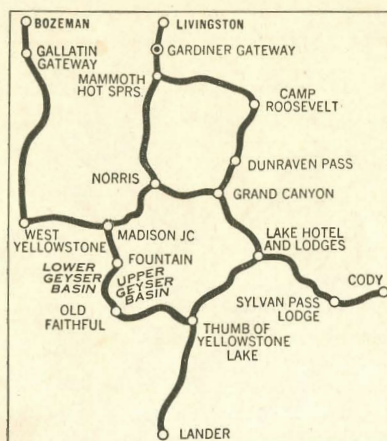 BOZEMAN
LIVINGSTON
GALLATIN
GATEWAY
GARDINER GATEWAY
MAMMOTH
HOT SPRS.
CAMP
ROOSEVELT
DUNRAVEN PASS
NORRIS
GRAND CANYON
WEST
YELLOWSTONE
MADISON JC
LAKE HOTEL
AND LODGES
FOUNTAIN
LOWER
GEYSER
BASIN
UPPER
GEYSER
BASIN
CODY
SYLVAN PASS
LODGE
OLD
FAITHFUL
THUMB OF
YELLOWSTONE
LAKE
LANDER